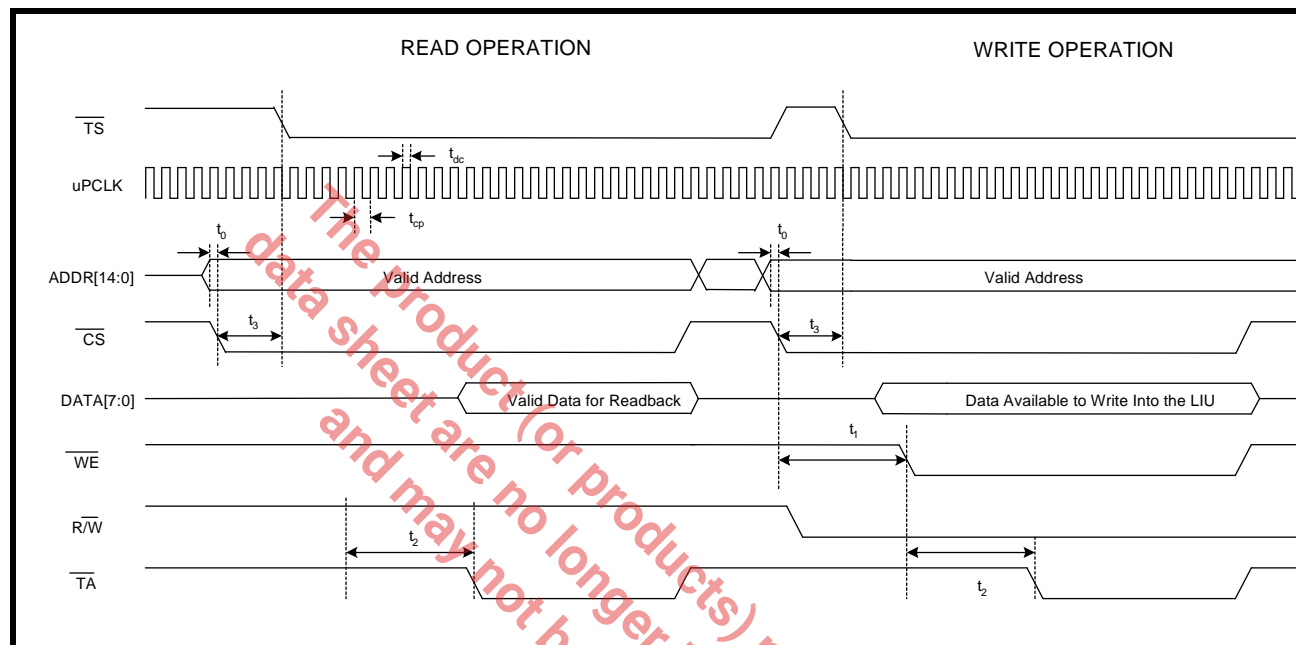 READ OPERATION WRITE OPERATION
TS
t_dc
uPCLK
t_cp
t_0 t_0
ADDR[14:0] Valid Address Valid Address
CS t_3 t_3
DATA[7:0] Valid Data for Readback Data Available to Write Into the LIU
t_1
WE
R/W
t_2
TA t_2
The product (or products)
data sheet are no longer
and may not b